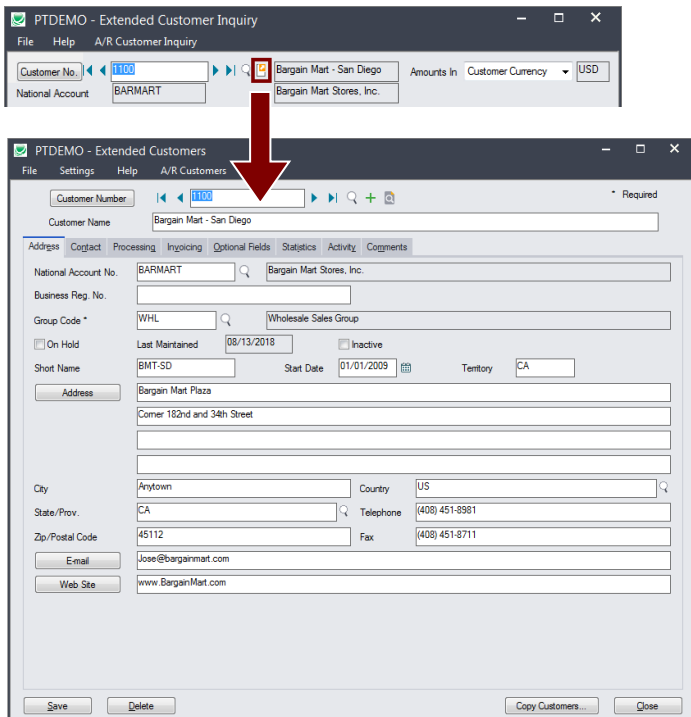 PTDEMO - Extended Customer Inquiry
File Help A/R Customer Inquiry
Customer No. 1100 Bargain Mart - San Diego Amounts In Customer Currency USD
National Account BARMART Bargain Mart Stores, Inc.
PTDEMO - Extended Customers
File Settings Help A/R Customers
Customer Number 1100 * Required
Customer Name Bargain Mart - San Diego
Address Contact Processing Invoicing Optional Fields Statistics Activity Comments
National Account No. BARMART Bargain Mart Stores, Inc.
Business Reg. No.
Group Code * WHL Wholesale Sales Group
On Hold Last Maintained 08/13/2018 Inactive
Short Name BMT-SD Start Date 01/01/2009 Territory CA
Address Bargain Mart Plaza
Corner 182nd and 34th Street
City Anytown Country US
State/Prov. CA Telephone (408) 451-8981
Zip/Postal Code 45112 Fax (408) 451-8711
E-mail Jose@bargainmart.com
Web Site www.BargainMart.com
Save Delete Copy Customers... Close